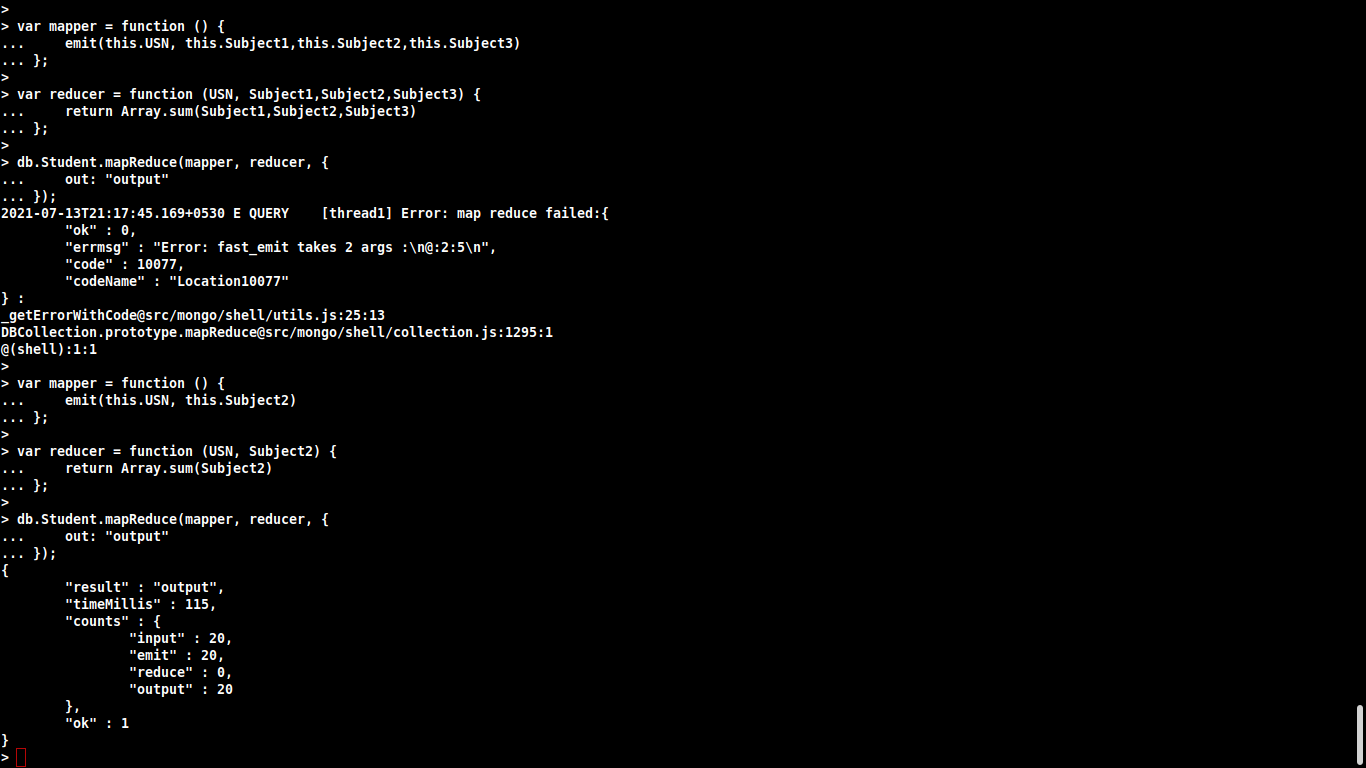 >
> var mapper = function () {
...     emit(this.USN, this.Subject1,this.Subject2,this.Subject3)
... };
>
> var reducer = function (USN, Subject1,Subject2,Subject3) {
...     return Array.sum(Subject1,Subject2,Subject3)
... };
>
> db.Student.mapReduce(mapper, reducer, {
...     out: "output"
... });
2021-07-13T21:17:45.169+0530 E QUERY    [thread1] Error: map reduce failed:{
        "ok" : 0,
        "errmsg" : "Error: fast_emit takes 2 args :\n@:2:5\n",
        "code" : 10077,
        "codeName" : "Location10077"
} :
_getErrorWithCode@src/mongo/shell/utils.js:25:13
DBCollection.prototype.mapReduce@src/mongo/shell/collection.js:1295:1
@(shell):1:1
>
> var mapper = function () {
...     emit(this.USN, this.Subject2)
... };
>
> var reducer = function (USN, Subject2) {
...     return Array.sum(Subject2)
... };
>
> db.Student.mapReduce(mapper, reducer, {
...     out: "output"
... });
{
        "result" : "output",
        "timeMillis" : 115,
        "counts" : {
                "input" : 20,
                "emit" : 20,
                "reduce" : 0,
                "output" : 20
        },
        "ok" : 1
}
>